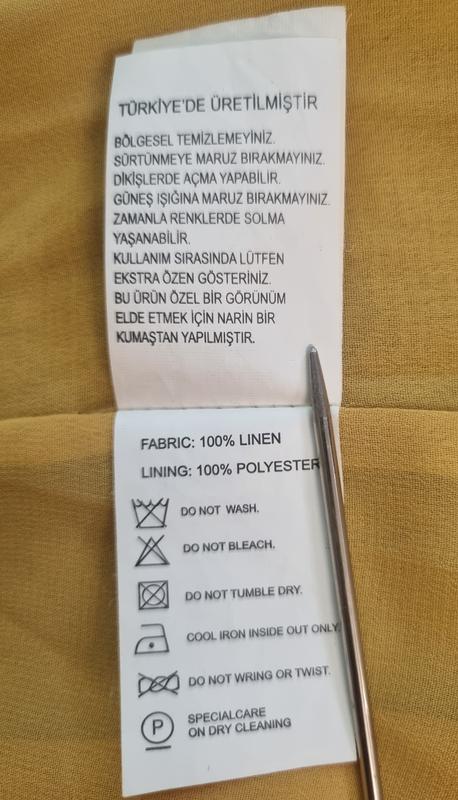 TÜRKİYE'DE ÜRETİLMİŞTİR
BÖLGESEL TEMİZLEMEYİNİZ.
SÜRTÜNMEYE MARUZ BIRAKMAYINIZ.
DİKİŞLERDE AÇMA YAPABİLİR.
GÜNEŞ IŞIĞINA MARUZ BIRAKMAYINIZ.
ZAMANLA RENKLERDE SOLMA
YAŞANABİLİR.
KULLANIM SIRASINDA LÜTFEN
EKSTRA ÖZEN GÖSTERİNİZ.
BU ÜRÜN ÖZEL BİR GÖRÜNÜM
ELDE ETMEK İÇİN NARİN BİR
KUMAŞTAN YAPILMIŞTIR.
FABRIC: 100% LINEN
LINING: 100% POLYESTER
DO NOT WASH.
DO NOT BLEACH.
DO NOT TUMBLE DRY.
COOL IRON INSIDE OUT ONLY
DO NOT WRING OR TWIST.
P SPECIALCARE
ON DRY CLEANING